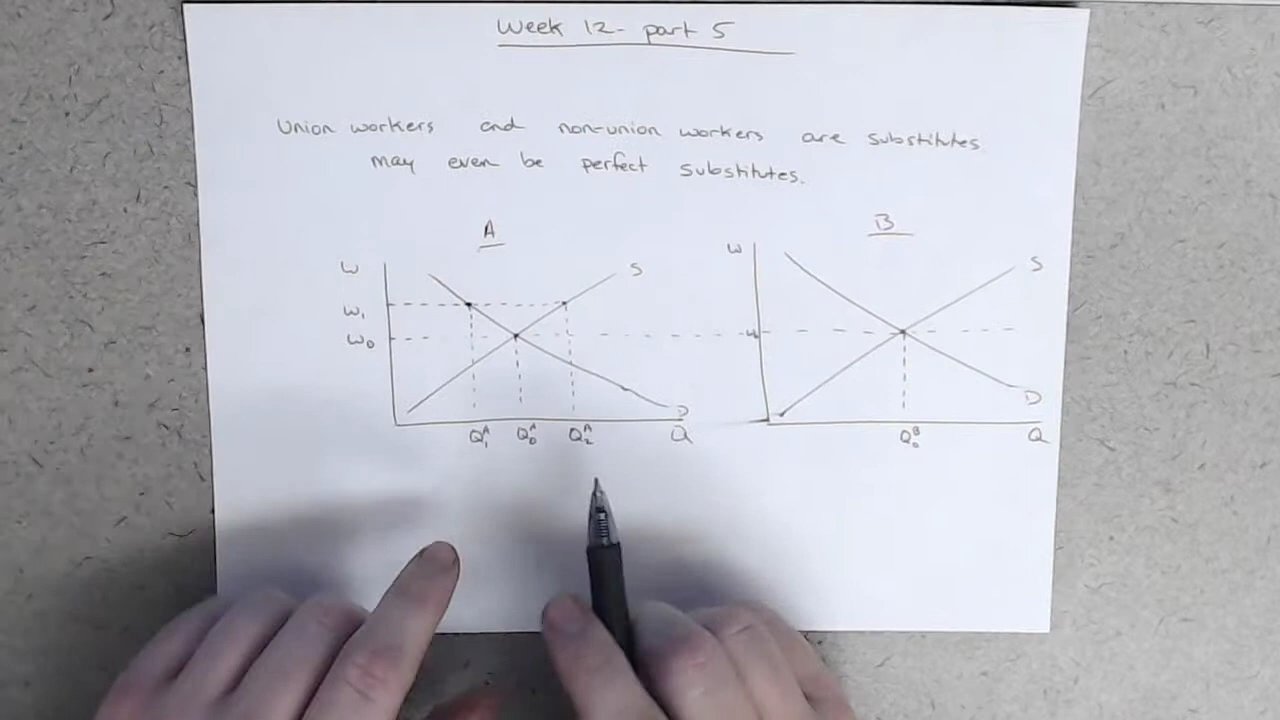 Week 12 - part 5
Union workers and non-union workers are substitutes
may even be perfect substitutes.
A
B
W
S
W₁
W₀
D
Q₁ᴬ Q₀ᴬ Q₂ᴬ Q
W
S
D
Q₀ᴮ Q